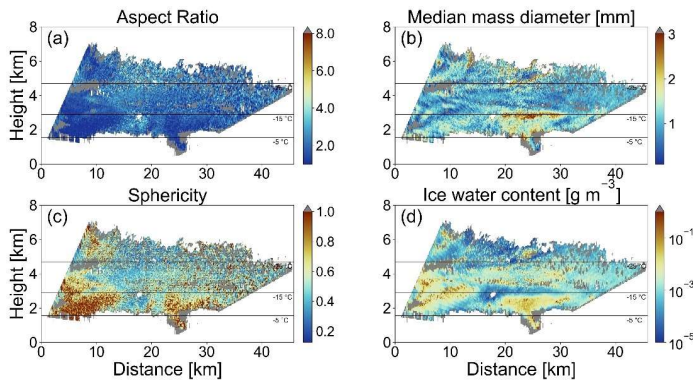 Aspect Ratio
Median mass diameter [mm]
(a)
(b)
8
6
4
2
0
Height [km]
8.0
6.0
4.0
2.0
8
6
4
2
0
3
2
1
-15 °C
-5 °C
-15 °C
-5 °C
0 10 20 30 40
0 10 20 30 40
Sphericity
Ice water content [g m⁻³]
(c)
(d)
8
6
4
2
0
Height [km]
1.0
0.8
0.6
0.4
0.2
8
6
4
2
0
10⁻¹
10⁻³
10⁻⁵
-15 °C
-5 °C
-15 °C
-5 °C
0 10 20 30 40
0 10 20 30 40
Distance [km]
Distance [km]